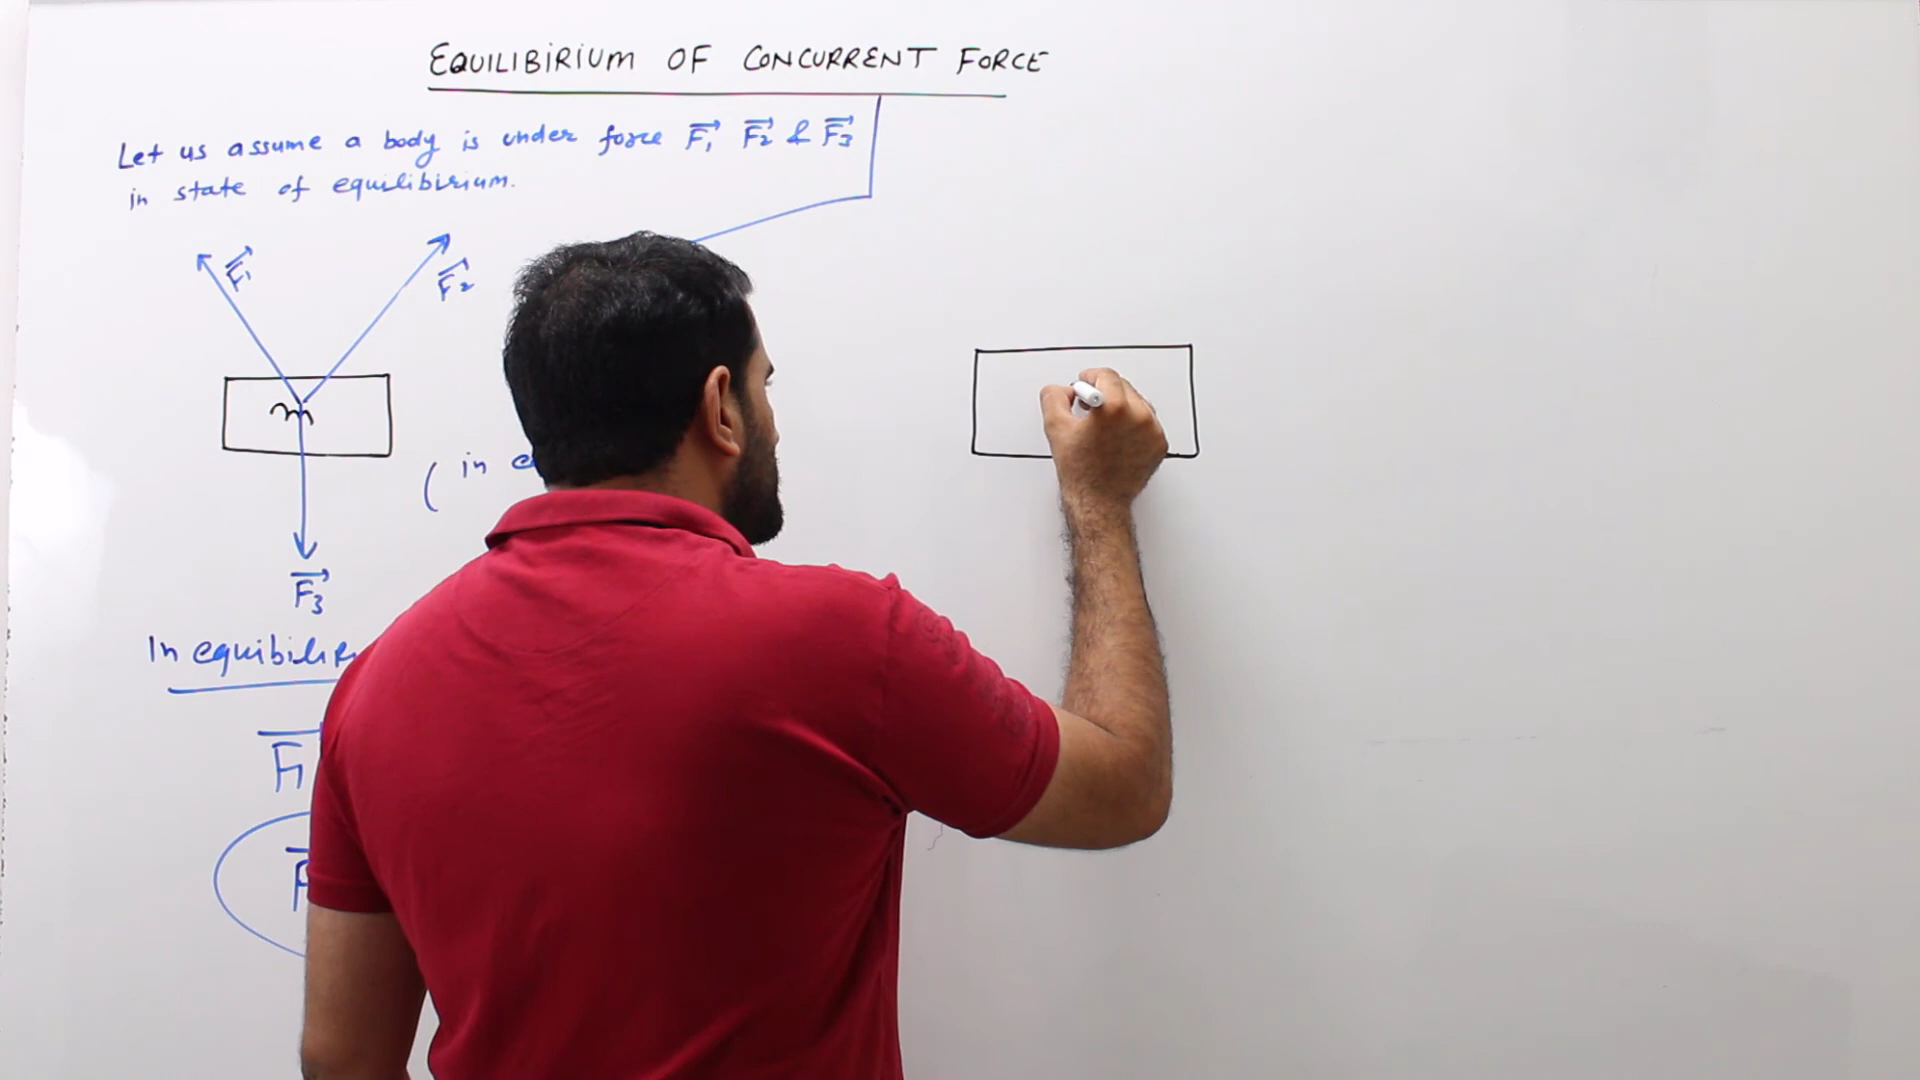 EQUILIBIRIUM OF CONCURRENT FORCE
Let us assume a body is under force F₁ F₂ & F₃
in state of equilibirium.
F₁
F₂
m
( in
F₃
In
F